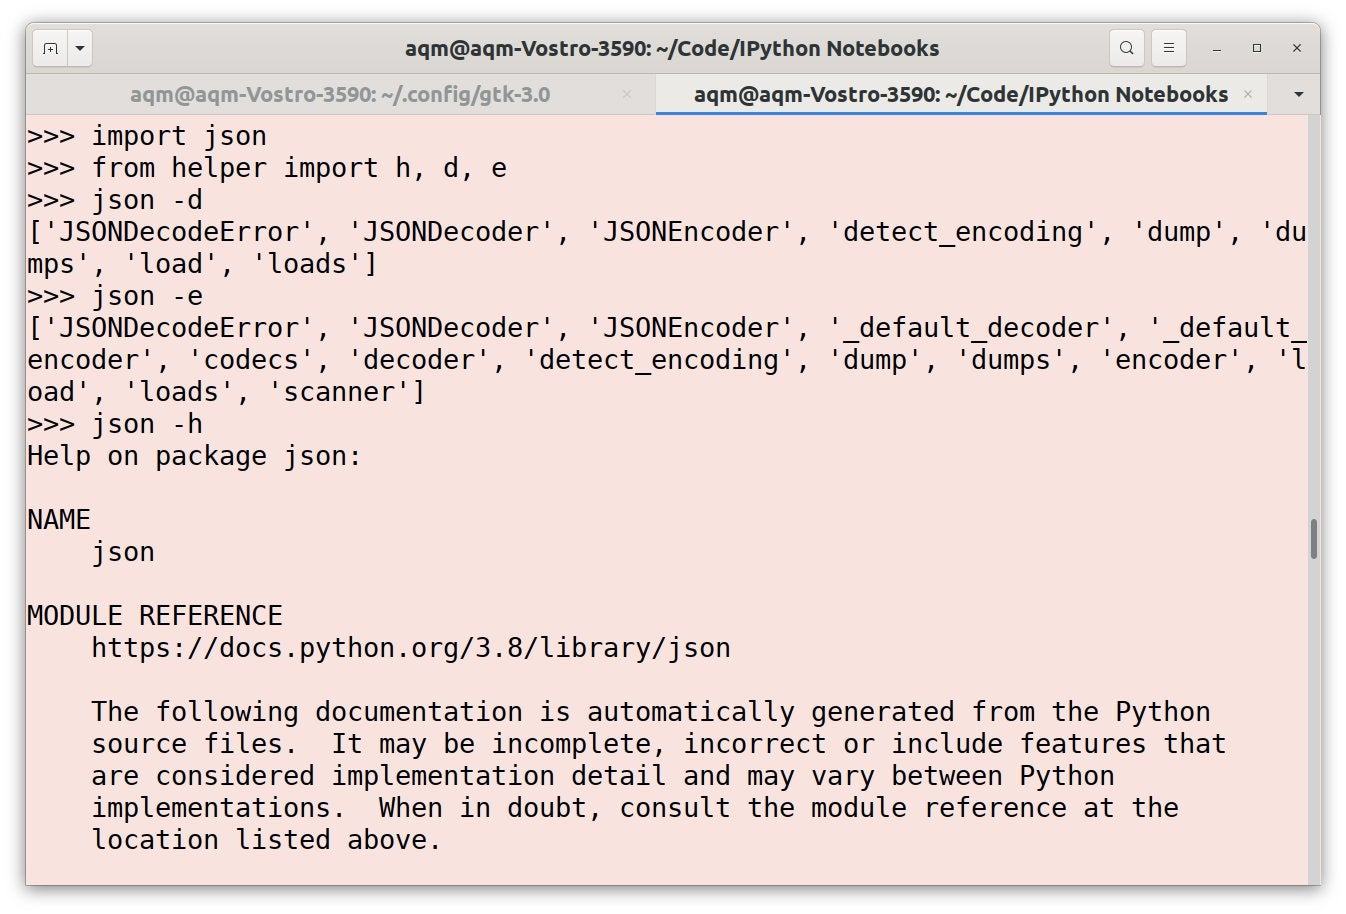 aqm@aqm-Vostro-3590: ~/Code/IPython Notebooks
aqm@aqm-Vostro-3590: ~/.config/gtk-3.0
aqm@aqm-Vostro-3590: ~/Code/IPython Notebooks
>>> import json
>>> from helper import h, d, e
>>> json -d
['JSONDecodeError', 'JSONDecoder', 'JSONEncoder', 'detect_encoding', 'dump', 'du
mps', 'load', 'loads']
>>> json -e
['JSONDecodeError', 'JSONDecoder', 'JSONEncoder', '_default_decoder', '_default_
encoder', 'codecs', 'decoder', 'detect_encoding', 'dump', 'dumps', 'encoder', 'l
oad', 'loads', 'scanner']
>>> json -h
Help on package json:

NAME
    json

MODULE REFERENCE
    https://docs.python.org/3.8/library/json

    The following documentation is automatically generated from the Python
    source files.  It may be incomplete, incorrect or include features that
    are considered implementation detail and may vary between Python
    implementations.  When in doubt, consult the module reference at the
    location listed above.